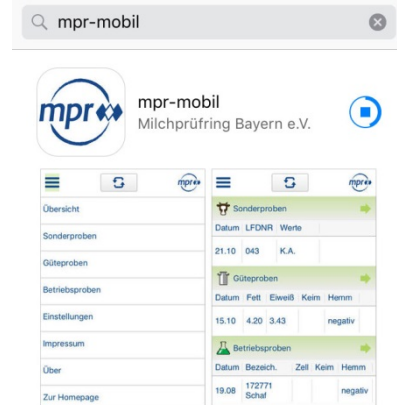 mpr-mobil
mpr
mpr-mobil
Milchprüfring Bayern e.V.
mpr
Übersicht
Sonderproben
Güteproben
Betriebsproben
Einstellungen
Impressum
Über
Zur Homepage
mpr
Sonderproben
Datum LFDNR Werte
21.10 043 K.A.
Güteproben
Datum Fett Eiweiß Keim Hemm
15.10 4.20 3.43 negativ
Betriebsproben
Datum Bezeich. Zell Keim Hemm
19.08 172771 Schaf negativ